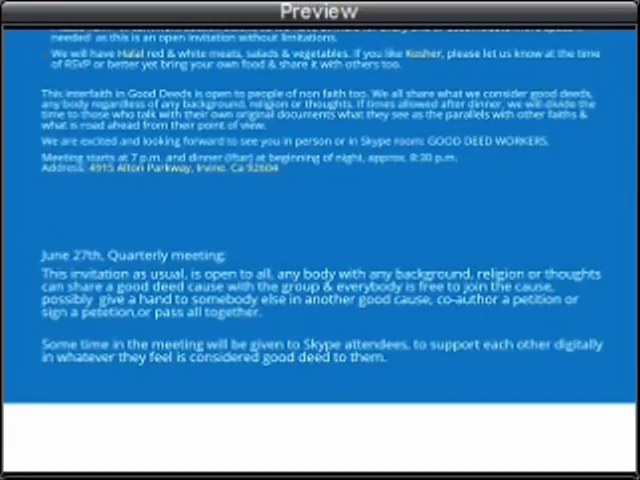 Preview
needed as this is an open invitation without limitations.
We will have Halal red & white meats, salads & vegetables. If you like Kosher, please let us know at the time
of RSVP or better yet bring your own food & share it with others too.
This interfaith in Good Deeds is open to people of non faith too. We all share what we consider good deeds,
any body regardless of any background, religion or thoughts. If times allowed after dinner, we will divide the
time to those who talk with their own original documents what they see as the parallels with other faiths &
what is road ahead from their point of view.
We are excited and looking forward to see you in person or in Skype room: GOOD DEED WORKERS.
Meeting starts at 7 p.m. and dinner (Iftar) at beginning of night, approx. 8:30 p.m.
Address: 4915 Alton Parkway, Irvine, Ca 92604
June 27th, Quarterly meeting;
This invitation as usual, is open to all, any body with any background, religion or thoughts
can share a good deed cause with the group & everybody is free to join the cause,
possibly give a hand to somebody else in another good cause, co-author a petition or
sign a petetion,or pass all together.
Some time in the meeting will be given to Skype attendees, to support each other digitally
in whatever they feel is considered good deed to them.